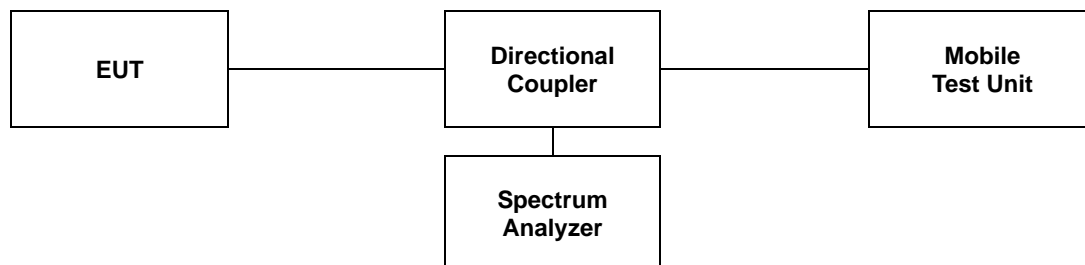 EUT
Directional
Coupler
Mobile
Test Unit
Spectrum
Analyzer